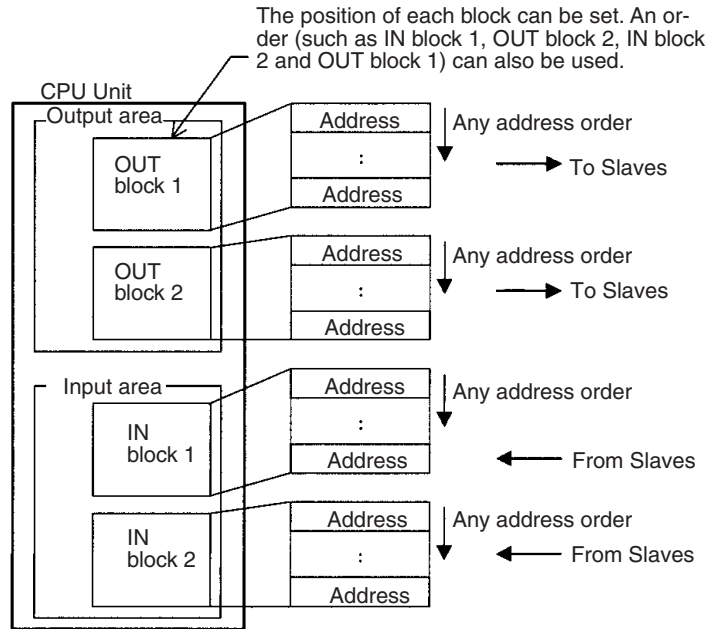 The position of each block can be set. An or-
der (such as IN block 1, OUT block 2, IN block
2 and OUT block 1) can also be used.
CPU Unit
Output area
OUT
block 1
Address
:
Address
Any address order
To Slaves
OUT
block 2
Address
:
Address
Any address order
To Slaves
Input area
IN
block 1
Address
:
Address
Any address order
From Slaves
IN
block 2
Address
:
Address
Any address order
From Slaves